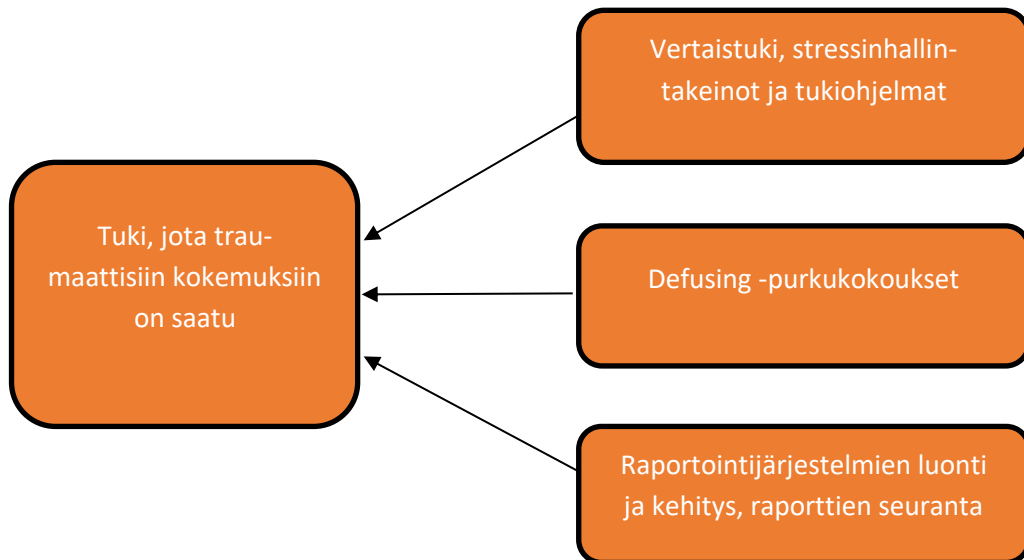 Vertaistuki, stressinhallin-
takeinot ja tukiohjelmat
Tuki, jota trau-
maattisiin kokemuksiin
on saatu
Defusing -purkukokoukset
Raportointijärjestelmien luonti
ja kehitys, raporttien seuranta